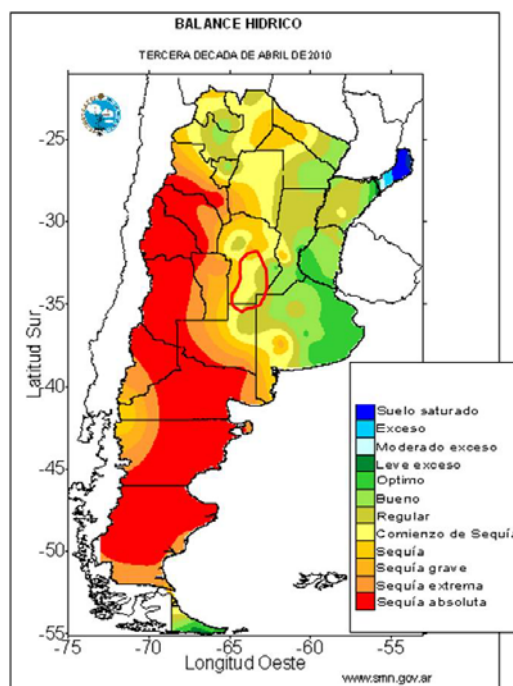 BALANCE HIDRICO
TERCERA DECADA DE ABRIL DE 2010
-25
-30
-35
-40
-45
-50
-55
Latitud Sur
Suelo saturado
Exceso
Moderado exceso
Leve exceso
Optimo
Bueno
Regular
Comienzo de Sequía
Sequía
Sequía grave
Sequía extrema
Sequía absoluta
-75 -70 -65 -60 -55
Longitud Oeste
www.smn.gov.ar